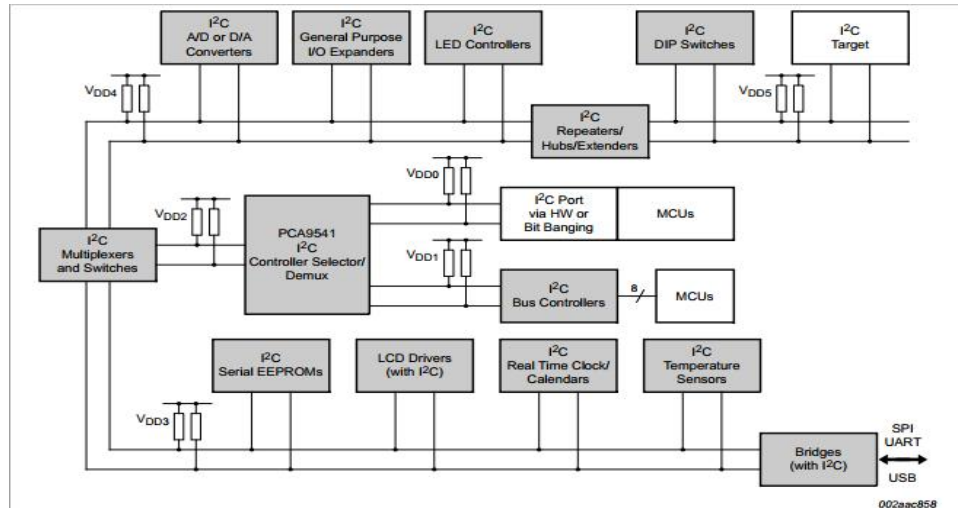 I²C
A/D or D/A
Converters
I²C
General Purpose
I/O Expanders
I²C
LED Controllers
I²C
DIP Switches
I²C
Target
VDD4
VDD5
I²C
Repeaters/
Hubs/Extenders
VDD0
I²C Port
via HW or
Bit Banging
MCUs
VDD2
PCA9541
I²C
Controller Selector/
Demux
I²C
Multiplexers
and Switches
VDD1
I²C
Bus Controllers
8
MCUs
I²C
Serial EEPROMs
LCD Drivers
(with I²C)
I²C
Real Time Clock/
Calendars
I²C
Temperature
Sensors
VDD3
Bridges
(with I²C)
SPI
UART
USB
002aac858